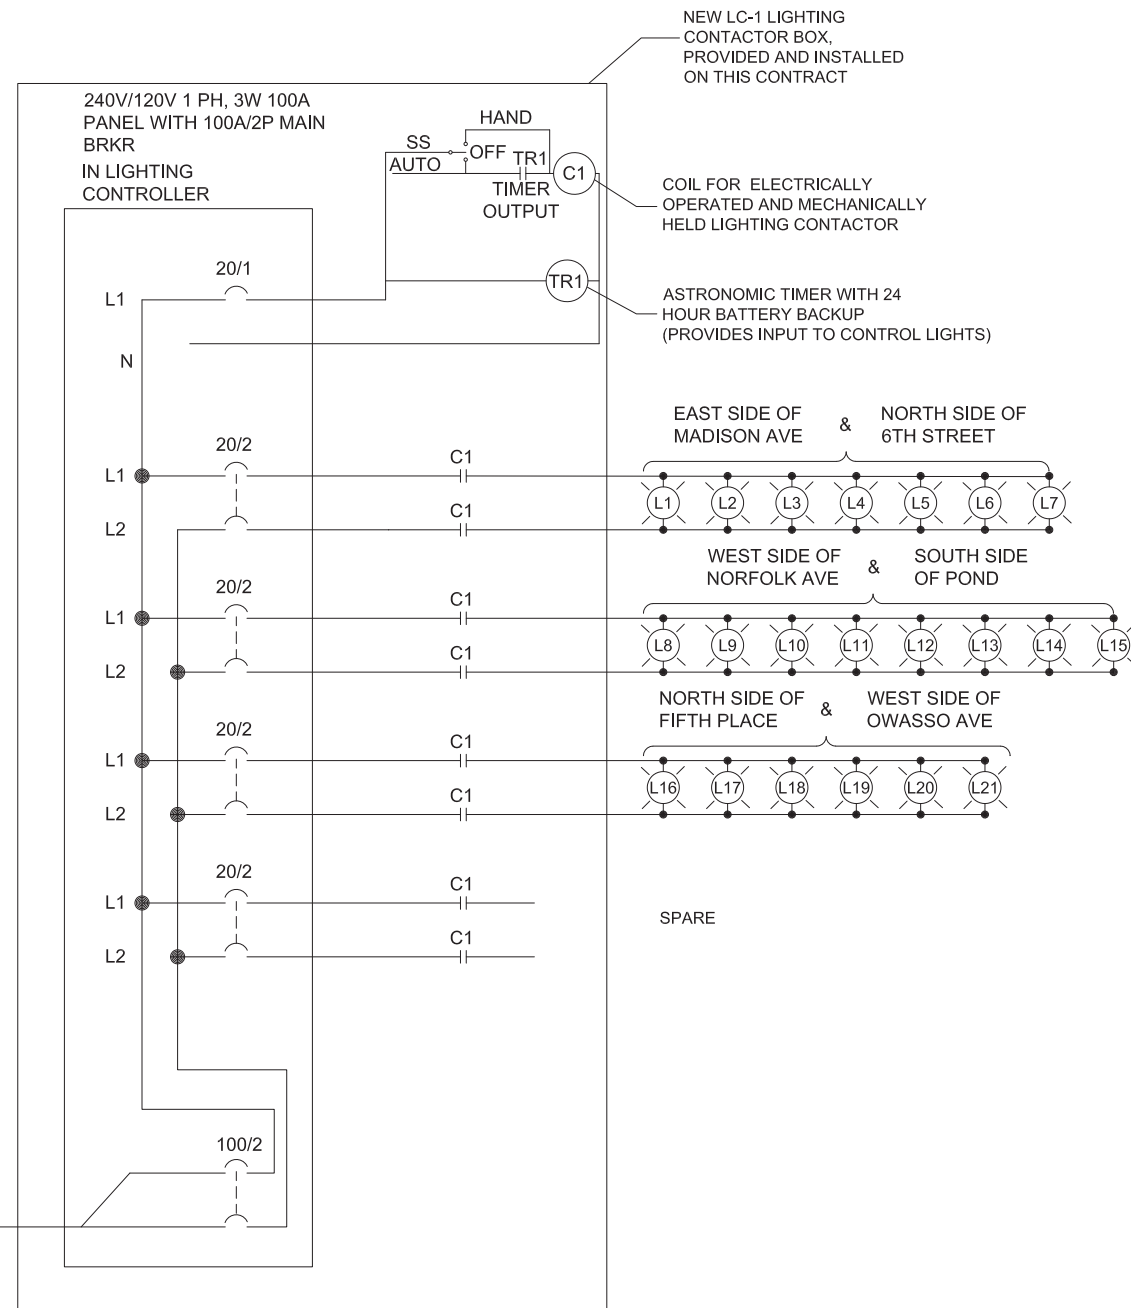 NEW LC-1 LIGHTING
CONTACTOR BOX,
PROVIDED AND INSTALLED
ON THIS CONTRACT
240V/120V 1 PH, 3W 100A
PANEL WITH 100A/2P MAIN
BRKR
IN LIGHTING
CONTROLLER
HAND
SS
OFF
AUTO
TR1
C1
TIMER
OUTPUT
COIL FOR ELECTRICALLY
OPERATED AND MECHANICALLY
HELD LIGHTING CONTACTOR
20/1
L1
TR1
ASTRONOMIC TIMER WITH 24
HOUR BATTERY BACKUP
(PROVIDES INPUT TO CONTROL LIGHTS)
N
EAST SIDE OF
MADISON AVE
&
NORTH SIDE OF
6TH STREET
20/2
L1
C1
L2
C1
L1 L2 L3 L4 L5 L6 L7
WEST SIDE OF
NORFOLK AVE
&
SOUTH SIDE
OF POND
20/2
L1
C1
L2
C1
L8 L9 L10 L11 L12 L13 L14 L15
NORTH SIDE OF
FIFTH PLACE
&
WEST SIDE OF
OWASSO AVE
20/2
L1
C1
L2
C1
L16 L17 L18 L19 L20 L21
20/2
L1
C1
L2
C1
SPARE
100/2